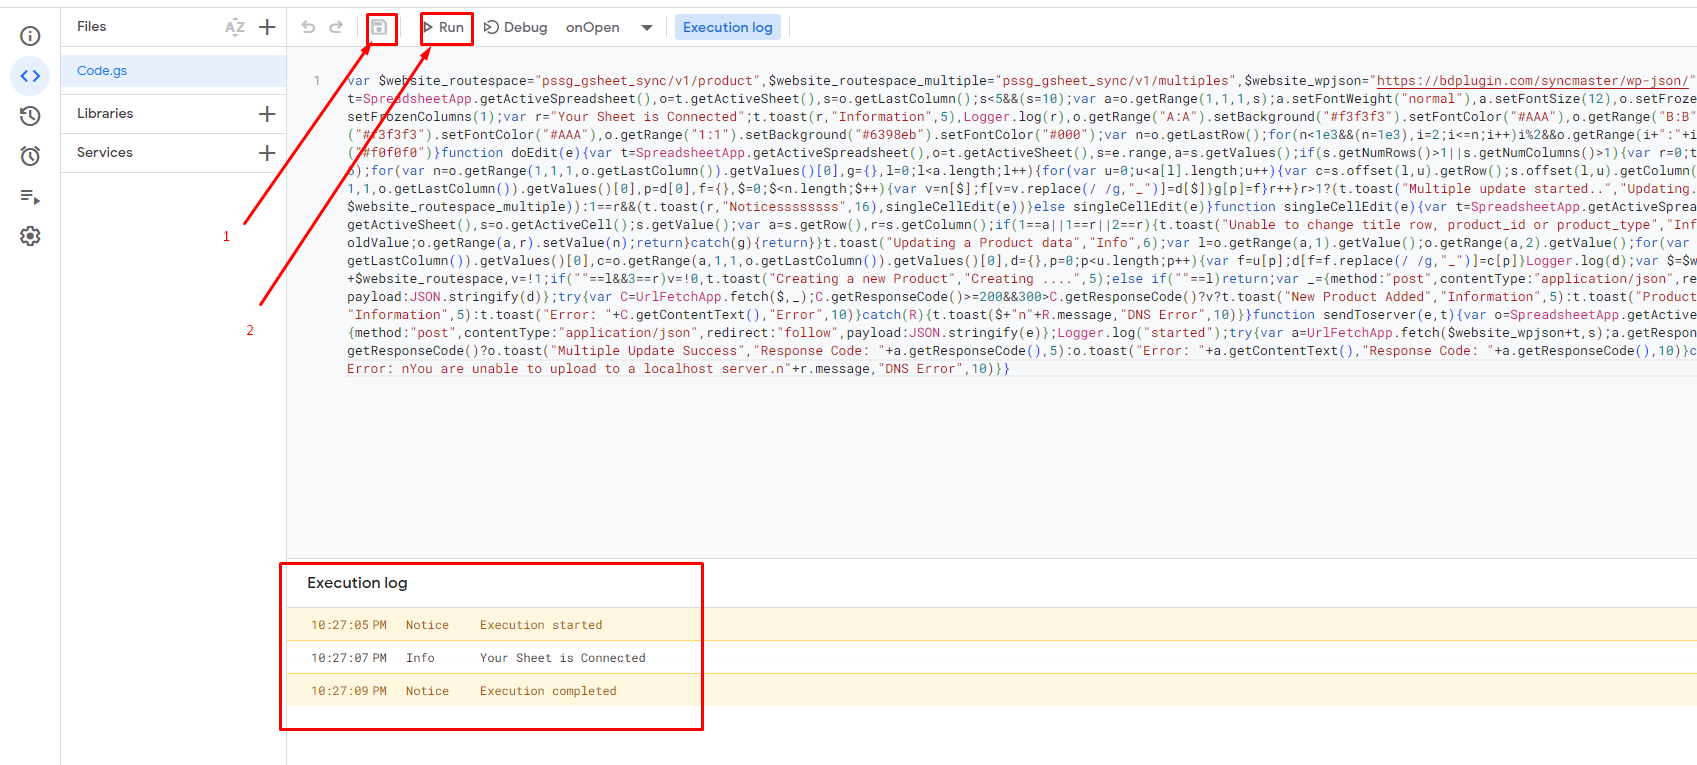 Files
Code.gs
Libraries
Services
Run
Debug
onOpen
Execution log
1
2
1
var $website_routespace="pssg_gsheet_sync/v1/product",$website_routespace_multiple="pssg_gsheet_sync/v1/multiples",$website_wpjson="https://bdplugin.com/syncmaster/wp-json/"
t=SpreadsheetApp.getActiveSpreadsheet(),o=t.getActiveSheet(),s=o.getLastColumn();s<5&&(s=10);var a=o.getRange(1,1,1,s);a.setFontWeight("normal"),a.setFontSize(12),o.setFroze
setFrozenColumns(1);var r="Your Sheet is Connected";t.toast(r,"Information",5),Logger.log(r),o.getRange("A:A").setBackground("#f3f3f3").setFontColor("#AAA"),o.getRange("B:B"
("#f3f3f3").setFontColor("#AAA"),o.getRange("1:1").setBackground("#6398eb").setFontColor("#000");var n=o.getLastRow();for(n<1e3&&(n=1e3),i=2;i<=n;i++)i%2&&o.getRange(i+":"+i
("#f0f0f0")}function doEdit(e){var t=SpreadsheetApp.getActiveSpreadsheet(),o=t.getActiveSheet(),s=e.range,a=s.getValues();if(s.getNumRows()>1||s.getNumColumns()>1){var r=0;t
6);for(var n=o.getRange(1,1,1,o.getLastColumn()).getValues()[0],g={},l=0;l<a.length;l++){for(var u=0;u<a[l].length;u++){var c=s.offset(l,u).getRow();s.offset(l,u).getColumn(
1,1,o.getLastColumn()).getValues()[0],p=d[0],f={},$=0;$<n.length;$++){var v=n[$];f[v=v.replace(/ /g,"_")]=d[$]}g[p]=f}r++}r>1?(t.toast("Multiple update started..","Updating.
$website_routespace_multiple)):1==r&&(t.toast(r,"Noticessssssss",16),singleCellEdit(e))}else singleCellEdit(e)}function singleCellEdit(e){var t=SpreadsheetApp.getActiveSprea
getActiveSheet(),s=o.getActiveCell();s.getValue();var a=s.getRow(),r=s.getColumn();if(1==a||1==r||2==r){t.toast("Unable to change title row, product_id or product_type","Inf
oldValue;o.getRange(a,r).setValue(n);return}catch(g){return}}t.toast("Updating a Product data","Info",6);var l=o.getRange(a,1).getValue();o.getRange(a,2).getValue();for(var
getLastColumn()).getValues()[0],c=o.getRange(a,1,1,o.getLastColumn()).getValues()[0],d={},p=0;p<u.length;p++){var f=u[p];d[f=f.replace(/ /g,"_")]=c[p]}Logger.log(d);var $=$w
+$website_routespace,v=!1;if(""==l&&3==r)v=!0,t.toast("Creating a new Product","Creating ....",5);else if(""==l)return;var _={method:"post",contentType:"application/json",re
payload:JSON.stringify(d)};try{var C=UrlFetchApp.fetch($,_);C.getResponseCode()>=200&&300>C.getResponseCode()?v?t.toast("New Product Added","Information",5):t.toast("Product
"Information",5):t.toast("Error: "+C.getContentText(),"Error",10)}catch(R){t.toast($+"n"+R.message,"DNS Error",10)}}function sendToserver(e,t){var o=SpreadsheetApp.getActive
{method:"post",contentType:"application/json",redirect:"follow",payload:JSON.stringify(e)};Logger.log("started");try{var a=UrlFetchApp.fetch($website_wpjson+t,s);a.getRespon
getResponseCode()?o.toast("Multiple Update Success","Response Code: "+a.getResponseCode(),5):o.toast("Error: "+a.getContentText(),"Response Code: "+a.getResponseCode(),10)}c
Error: nYou are unable to upload to a localhost server.n"+r.message,"DNS Error",10)}}
Execution log
10:27:05 PM Notice Execution started
10:27:07 PM Info Your Sheet is Connected
10:27:09 PM Notice Execution completed